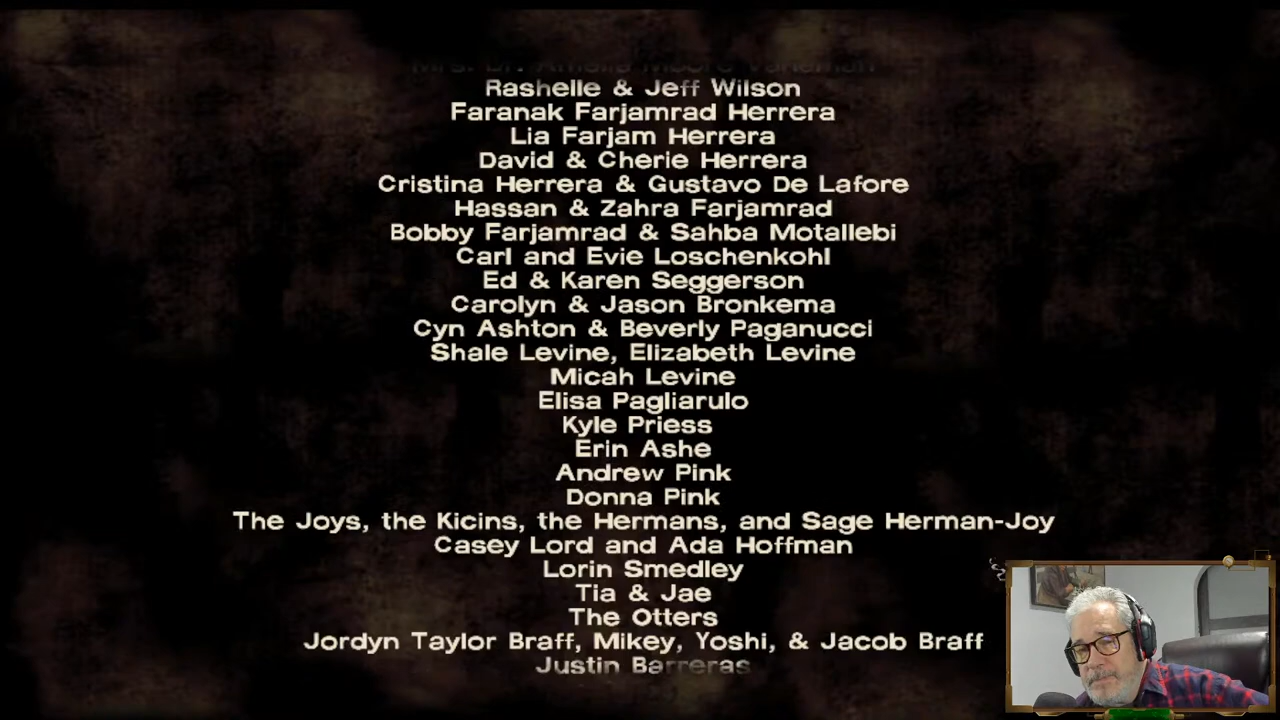 Rashelle & Jeff Wilson
Faranak Farjamrad Herrera
Lia Farjam Herrera
David & Cherie Herrera
Cristina Herrera & Gustavo De Lafore
Hassan & Zahra Farjamrad
Bobby Farjamrad & Sahba Motallebi
Carl and Evie Loschenkohl
Ed & Karen Seggerson
Carolyn & Jason Bronkema
Cyn Ashton & Beverly Paganucci
Shale Levine, Elizabeth Levine
Micah Levine
Elisa Pagliarulo
Kyle Priess
Erin Ashe
Andrew Pink
Donna Pink
The Joys, the Kicins, the Hermans, and Sage Herman-Joy
Casey Lord and Ada Hoffman
Lorin Smedley
Tia & Jae
The Otters
Jordyn Taylor Braff, Mikey, Yoshi, & Jacob Braff
Justin Barreras